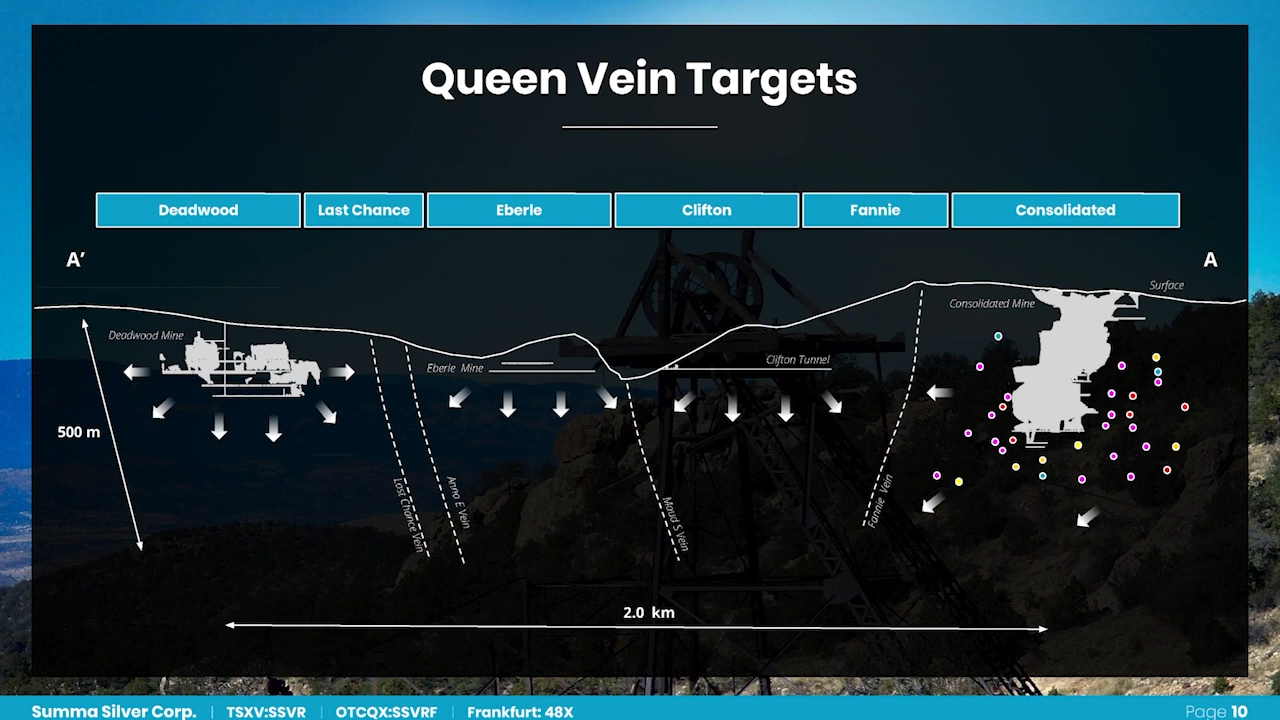 Queen Vein Targets
Deadwood
Last Chance
Eberle
Clifton
Fannie
Consolidated
A’
A
Surface
Consolidated Mine
Deadwood Mine
Eberle Mine
Clifton Tunnel
500 m
Last Chance Vein
Anna E Vein
Maud S Vein
Fannie Vein
2.0 km
Summa Silver Corp. | TSXV:SSVR | OTCQX:SSVRF | Frankfurt: 48X
Page 10